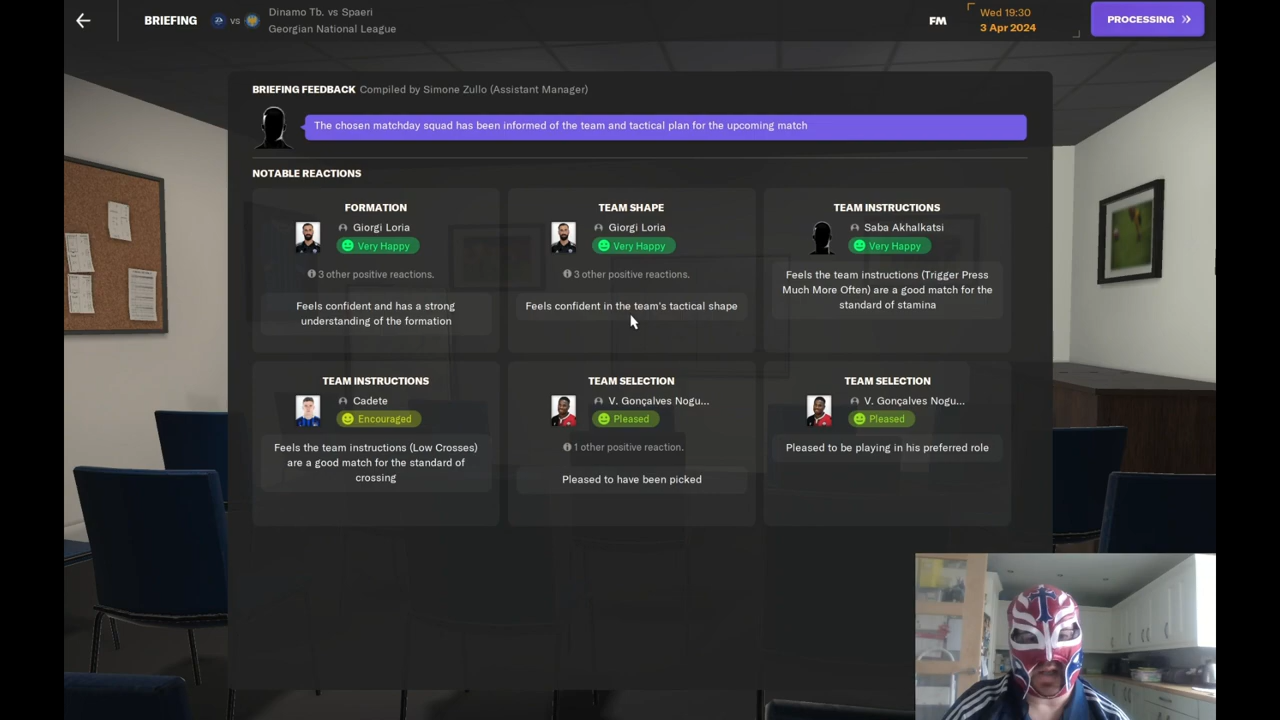 BRIEFING
vs
Dinamo Tb. vs Spaeri
Georgian National League
FM
Wed 19:30
3 Apr 2024
PROCESSING
BRIEFING FEEDBACK Compiled by Simone Zullo (Assistant Manager)
The chosen matchday squad has been informed of the team and tactical plan for the upcoming match
NOTABLE REACTIONS
FORMATION
Giorgi Loria
Very Happy
3 other positive reactions.
Feels confident and has a strong
understanding of the formation
TEAM SHAPE
Giorgi Loria
Very Happy
3 other positive reactions.
Feels confident in the team's tactical shape
TEAM INSTRUCTIONS
Saba Akhalkatsi
Very Happy
Feels the team instructions (Trigger Press
Much More Often) are a good match for the
standard of stamina
TEAM INSTRUCTIONS
Cadete
Encouraged
Feels the team instructions (Low Crosses)
are a good match for the standard of
crossing
TEAM SELECTION
V. Gonçalves Nogu...
Pleased
1 other positive reaction.
Pleased to have been picked
TEAM SELECTION
V. Gonçalves Nogu...
Pleased
Pleased to be playing in his preferred role